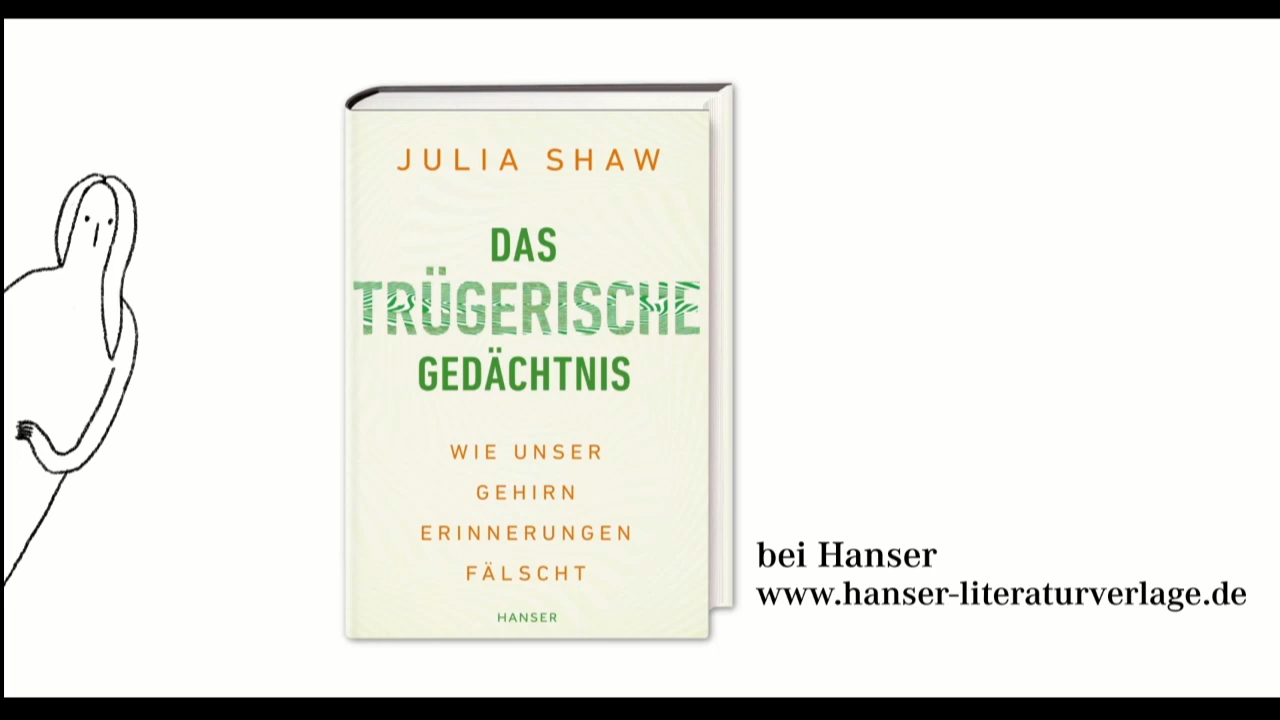 JULIA SHAW
DAS
TRÜGERISCHE
GEDÄCHTNIS
WIE UNSER
GEHIRN
ERINNERUNGEN
FÄLSCHT
HANSER
bei Hanser
www.hanser-literaturverlage.de